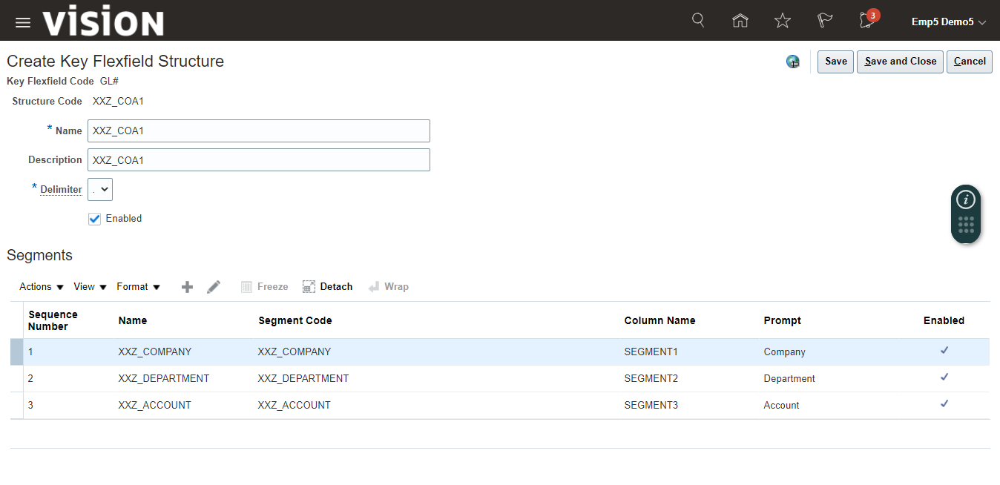 vision
3
Emp5 Demo5
Create Key Flexfield Structure
Save
Save and Close
Cancel
Key Flexfield Code GL#
Structure Code XXZ_COA1
* Name XXZ_COA1
Description XXZ_COA1
* Delimiter .
Enabled
Segments
Actions View Format Freeze Detach Wrap
Sequence Number Name Segment Code Column Name Prompt Enabled
1 XXZ_COMPANY XXZ_COMPANY SEGMENT1 Company
2 XXZ_DEPARTMENT XXZ_DEPARTMENT SEGMENT2 Department
3 XXZ_ACCOUNT XXZ_ACCOUNT SEGMENT3 Account